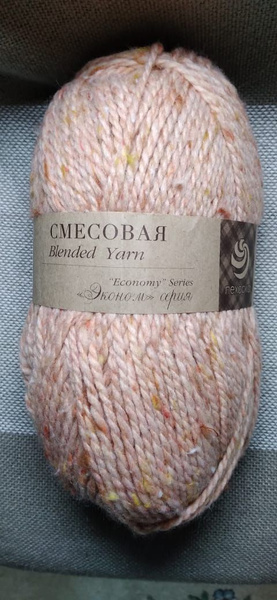 СМЕСОВАЯ
Blended Yarn
"Economy" Series
«Эконом» серия